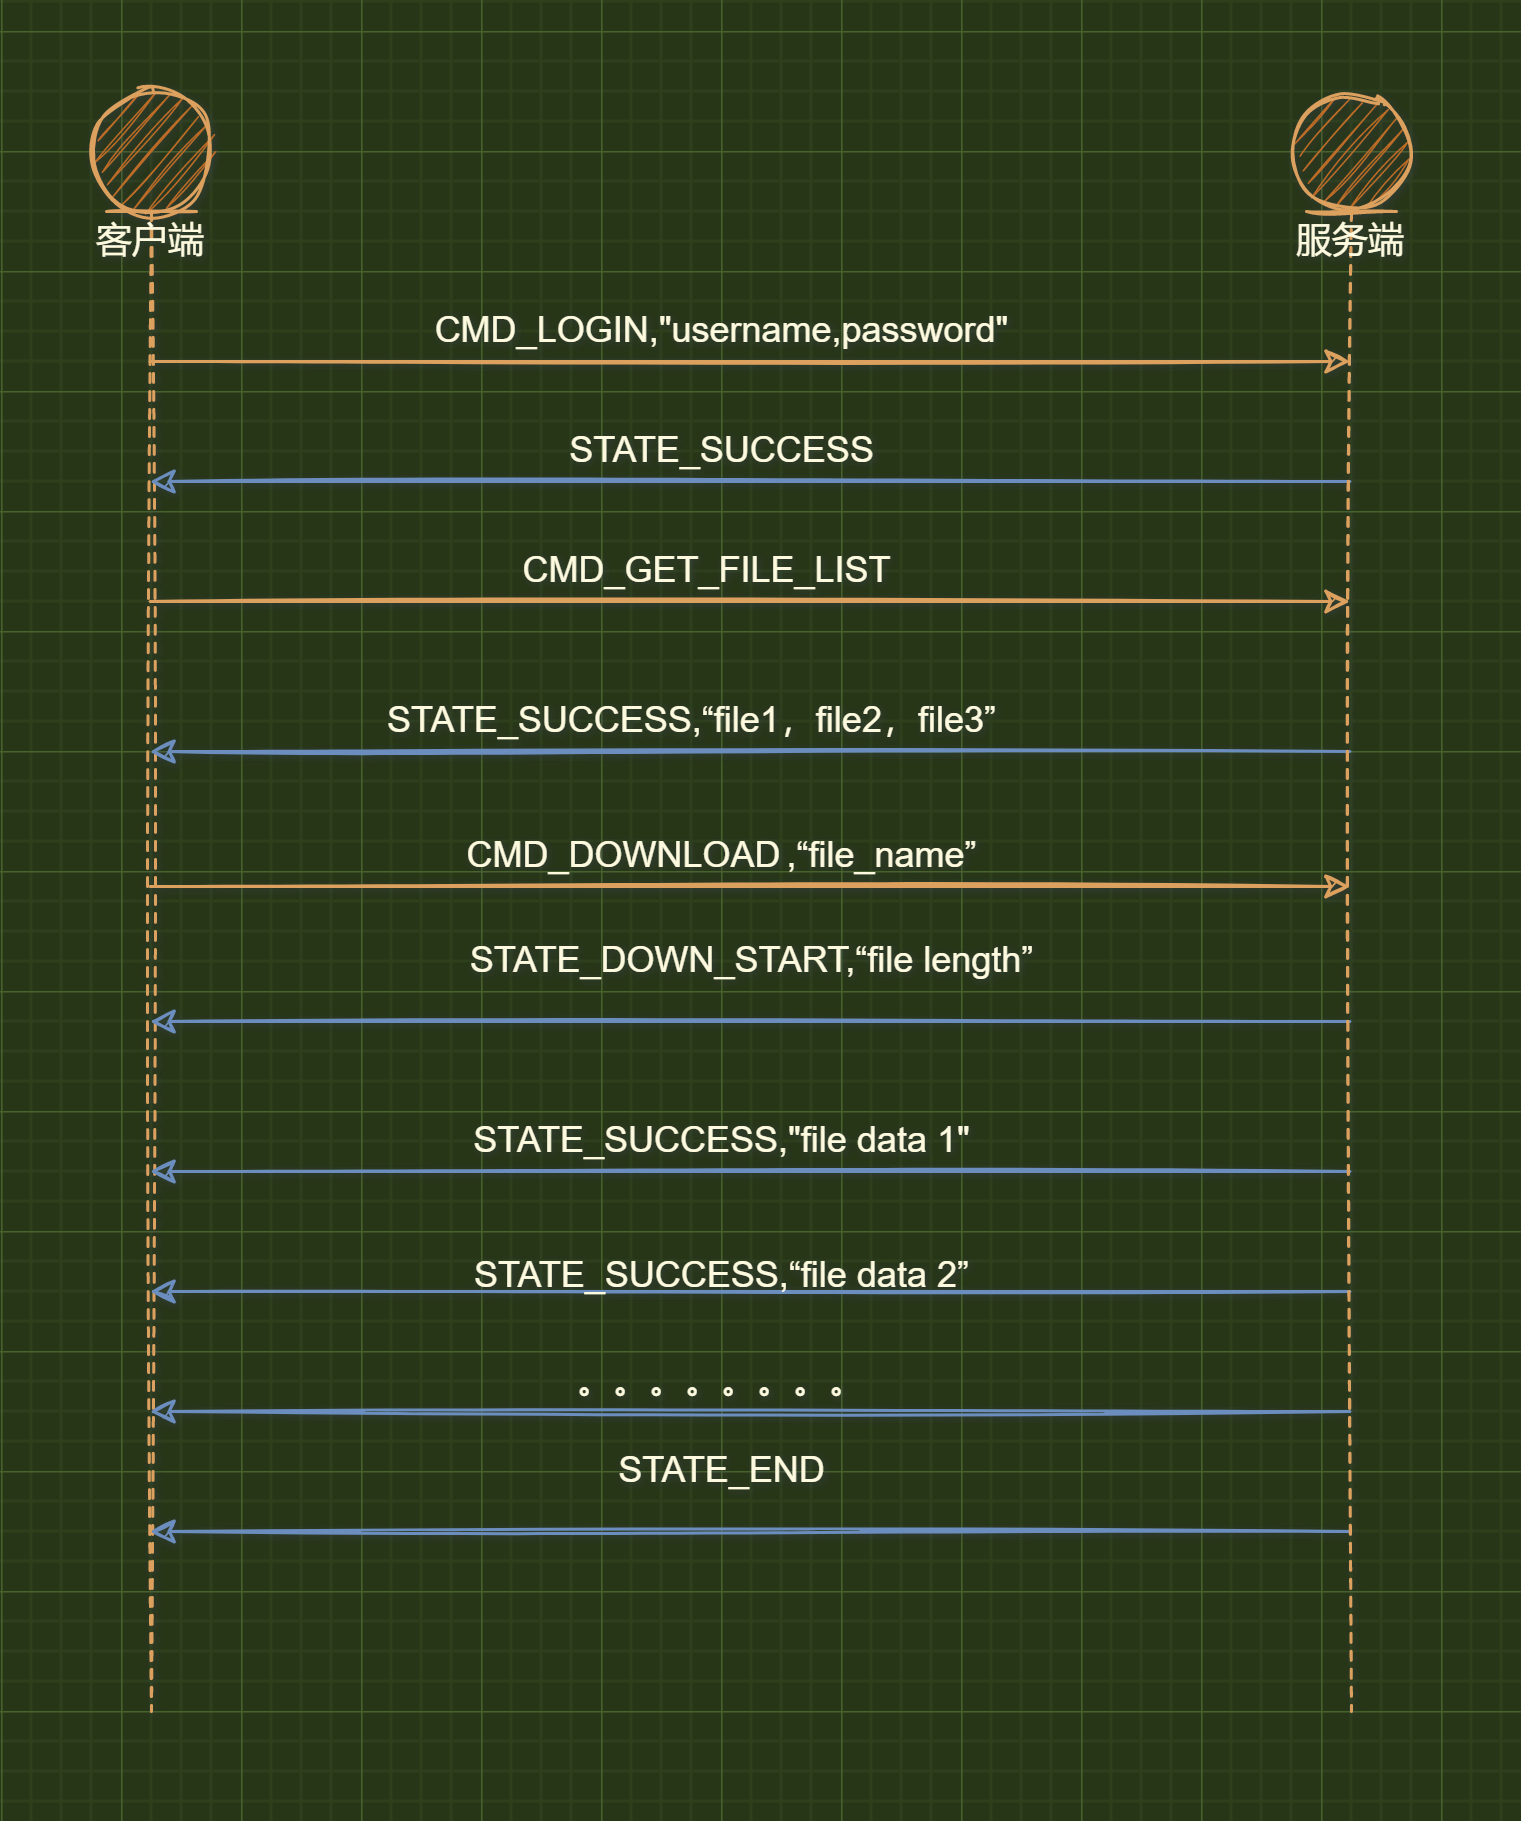 客户端
服务端
CMD_LOGIN,"username,password"
STATE_SUCCESS
CMD_GET_FILE_LIST
STATE_SUCCESS,“file1，file2，file3”
CMD_DOWNLOAD ,“file_name”
STATE_DOWN_START,“file length”
STATE_SUCCESS,"file data 1"
STATE_SUCCESS,“file data 2”
。。。。。。。。
STATE_END